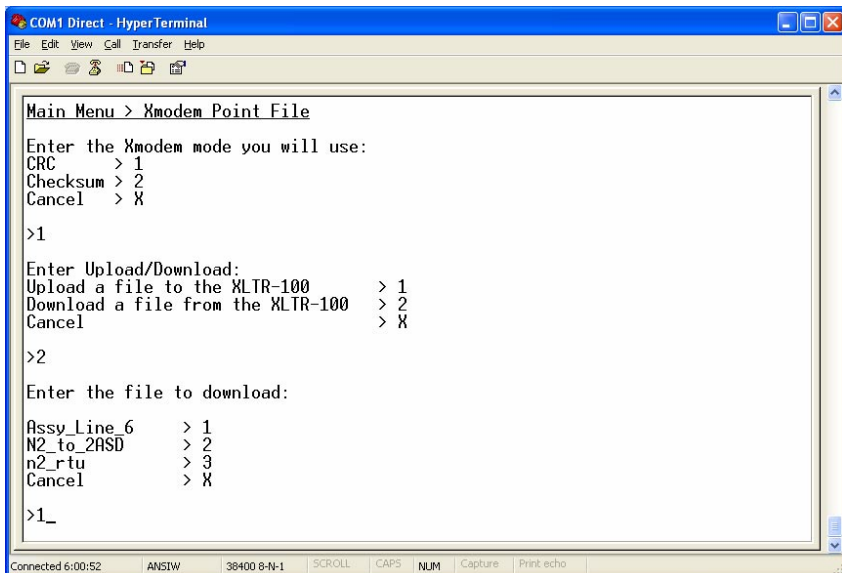 COM1 Direct - HyperTerminal
File Edit View Call Transfer Help
Main Menu > Xmodem Point File
Enter the Xmodem mode you will use:
CRC > 1
Checksum > 2
Cancel > X
>1
Enter Upload/Download:
Upload a file to the XLTR-100 > 1
Download a file from the XLTR-100 > 2
Cancel > X
>2
Enter the file to download:
Assy_Line_6 > 1
N2_to_2ASD > 2
n2_rtu > 3
Cancel > X
>1_
Connected 6:00:52 ANSIW 38400 8-N-1 SCROLL CAPS NUM Capture Print echo